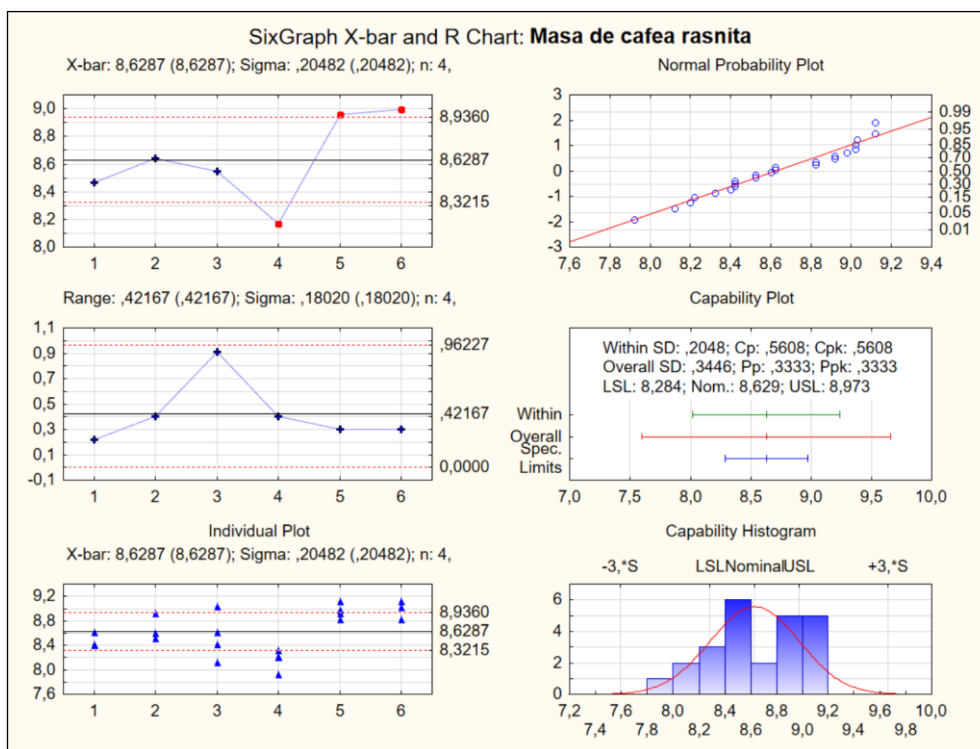 SixGraph X-bar and R Chart: Masa de cafea rasnita
X-bar: 8,6287 (8,6287); Sigma: ,20482 (,20482); n: 4,
9,0
8,8
8,6
8,4
8,2
8,0
8,9360
8,6287
8,3215
1 2 3 4 5 6
Normal Probability Plot
3
2
1
0
-1
-2
-3
0.99
0.95
0.85
0.70
0.50
0.30
0.15
0.05
0.01
7,6 7,8 8,0 8,2 8,4 8,6 8,8 9,0 9,2 9,4
Range: ,42167 (,42167); Sigma: ,18020 (,18020); n: 4,
1,1
0,9
0,7
0,5
0,3
0,1
-0,1
,96227
,42167
0,0000
1 2 3 4 5 6
Capability Plot
Within SD: ,2048; Cp: ,5608; Cpk: ,5608
Overall SD: ,3446; Pp: ,3333; Ppk: ,3333
LSL: 8,284; Nom.: 8,629; USL: 8,973
Within
Overall
Spec.
Limits
7,0 7,5 8,0 8,5 9,0 9,5 10,0
Individual Plot
X-bar: 8,6287 (8,6287); Sigma: ,20482 (,20482); n: 4,
9,2
8,8
8,4
8,0
7,6
8,9360
8,6287
8,3215
1 2 3 4 5 6
Capability Histogram
-3,*S LSLNominalUSL +3,*S
6
4
2
0
7,2 7,6 8,0 8,4 8,8 9,2 9,6 10,0
7,4 7,8 8,2 8,6 9,0 9,4 9,8